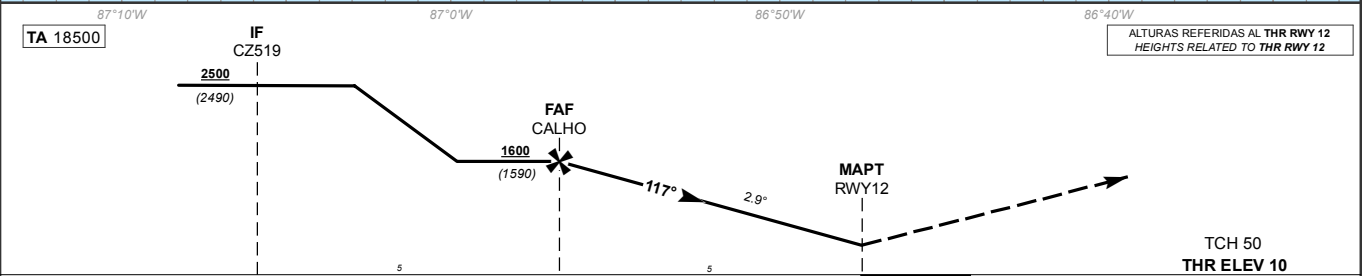 87°10'W 87°0'W 86°50'W 86°40'W
TA 18500
ALTURAS REFERIDAS AL THR RWY 12
HEIGHTS RELATED TO THR RWY 12
IF
CZ519
2500
(2490)
FAF
CALHO
1600
(1590)
117°
2.9°
MAPT
RWY12
TCH 50
THR ELEV 10
5 5